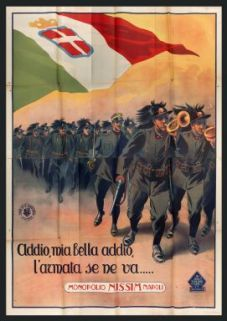 Addio, mia bella addio,
l'armata se ne va.....
MONOPOLIO NISSIM NAPOLI